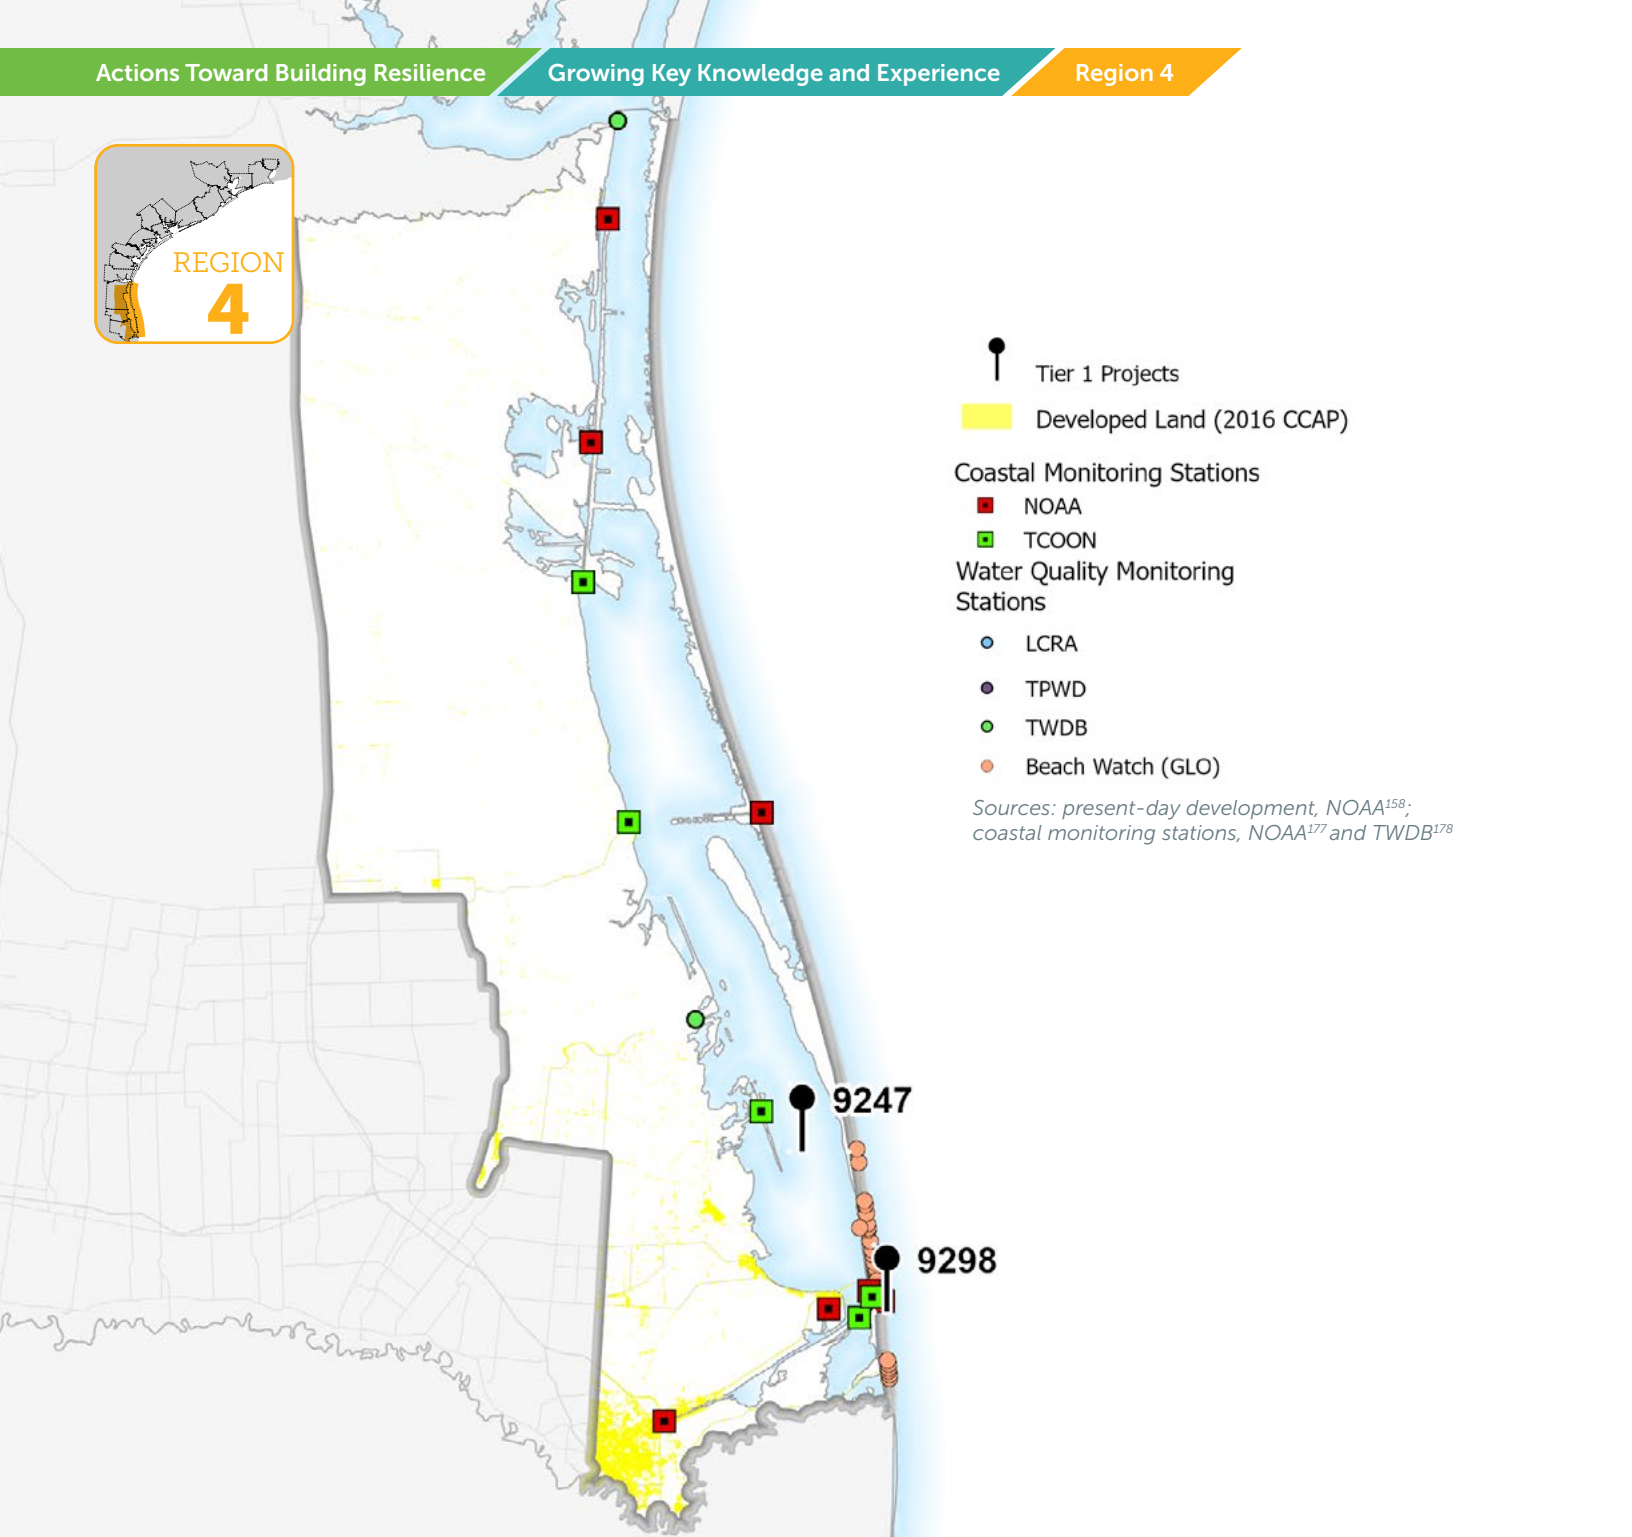 Actions Toward Building Resilience
Growing Key Knowledge and Experience
Region 4
REGION
4
Tier 1 Projects
Developed Land (2016 CCAP)
Coastal Monitoring Stations
NOAA
TCOON
Water Quality Monitoring
Stations
LCRA
TPWD
TWDB
Beach Watch (GLO)
Sources: present-day development, NOAA158;
coastal monitoring stations, NOAA177 and TWDB178
9247
9298